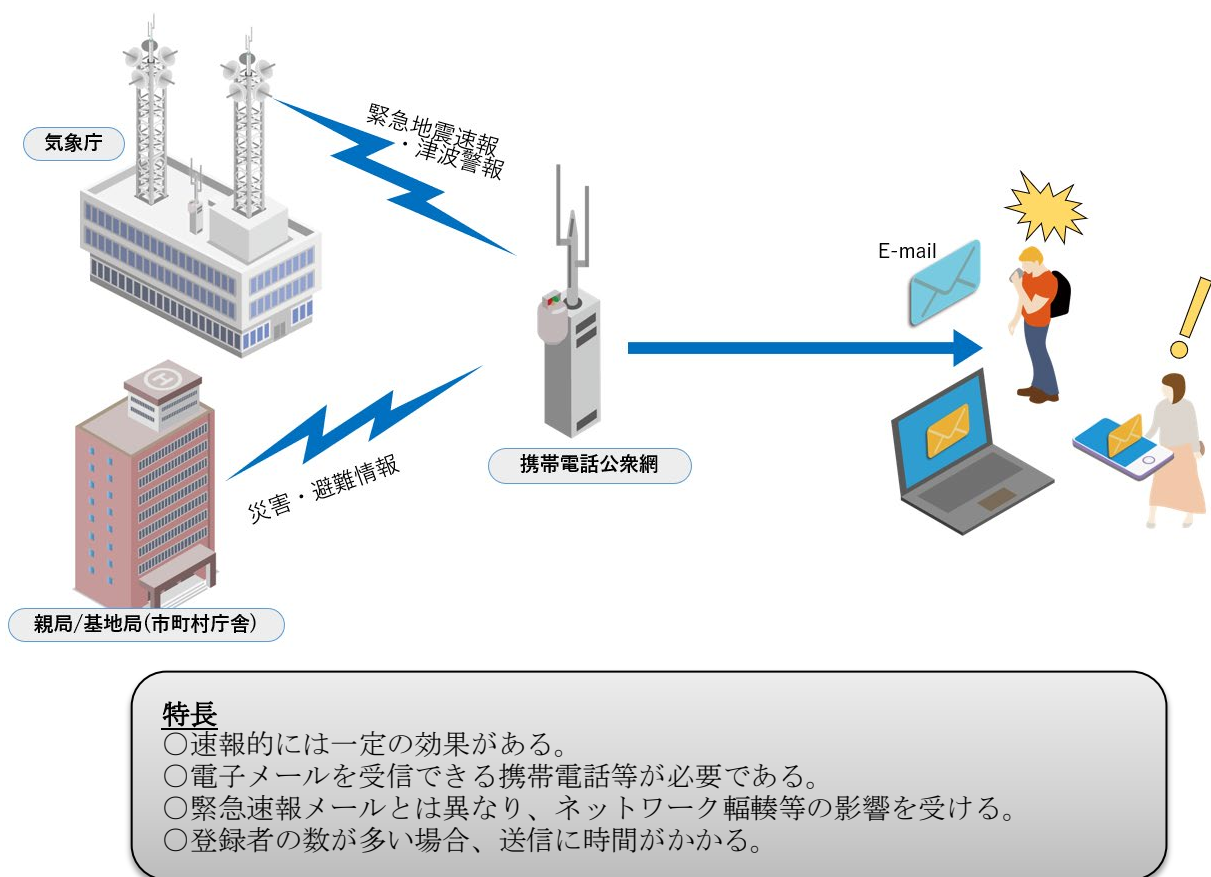 気象庁
緊急地震速報
・津波警報
E-mail
携帯電話公衆網
災害・避難情報
親局/基地局(市町村庁舎)
特長
○速報的には一定の効果がある。
○電子メールを受信できる携帯電話等が必要である。
○緊急速報メールとは異なり、ネットワーク輻輳等の影響を受ける。
○登録者の数が多い場合、送信に時間がかかる。